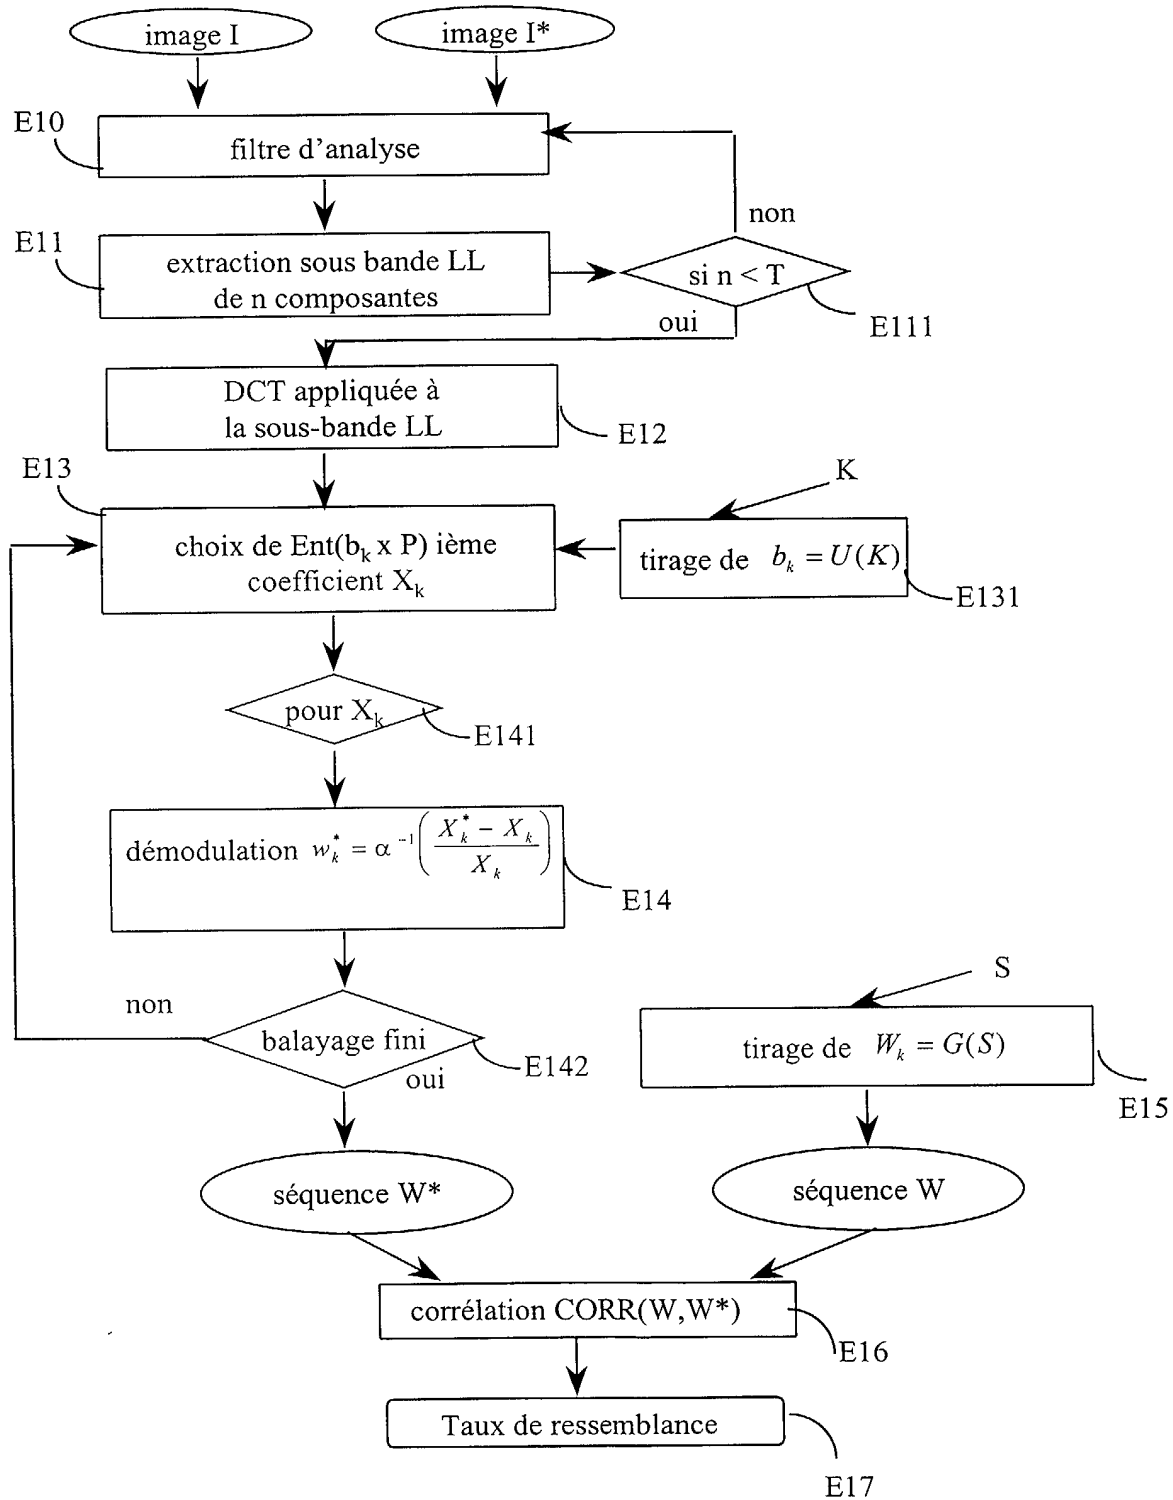 image I
image I*
E10
filtre d'analyse
non
E11
extraction sous bande LL
de n composantes
si n < T
E111
oui
DCT appliquée à
la sous-bande LL
E12
E13
K
choix de Ent(b_k x P) ième
coefficient X_k
tirage de b_k = U(K)
E131
pour X_k
E141
démodulation w_k^* = α^{-1}((X_k^* - X_k)/X_k)
E14
S
non
balayage fini
oui
E142
tirage de W_k = G(S)
E15
séquence W*
séquence W
corrélation CORR(W,W*)
E16
Taux de ressemblance
E17